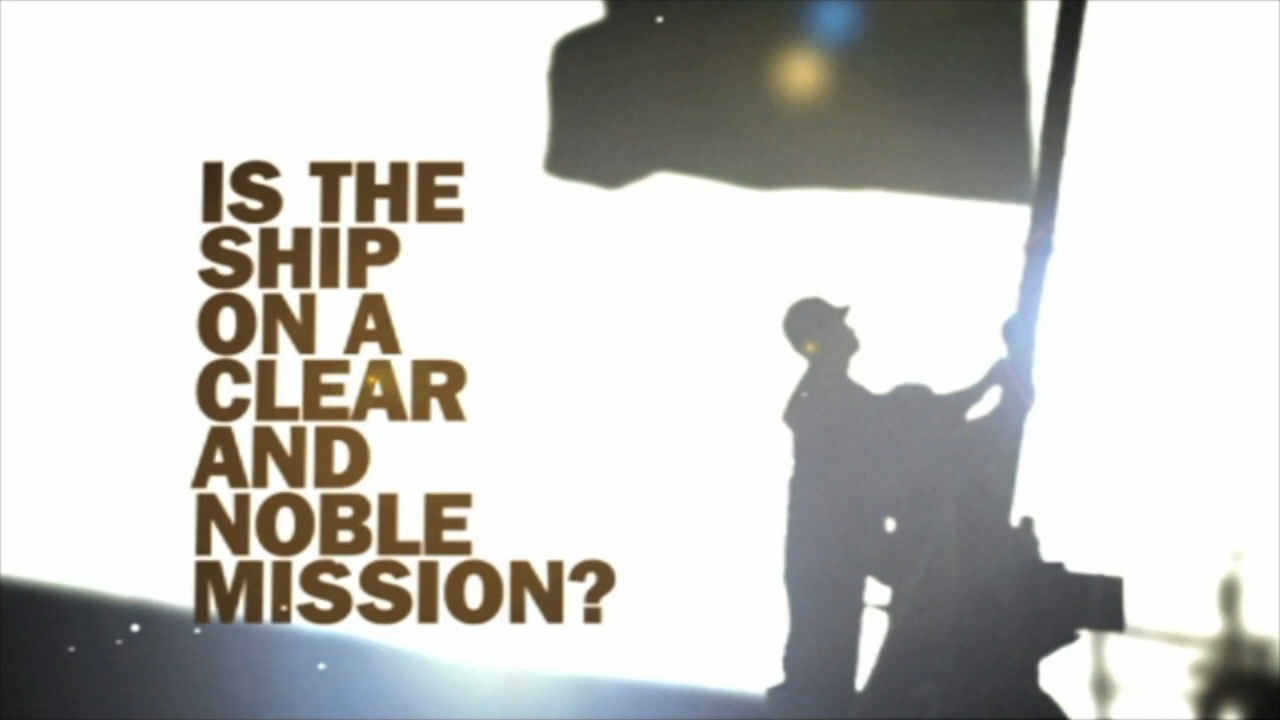 IS THE
SHIP
ON A
CLEAR
AND
NOBLE
MISSION?